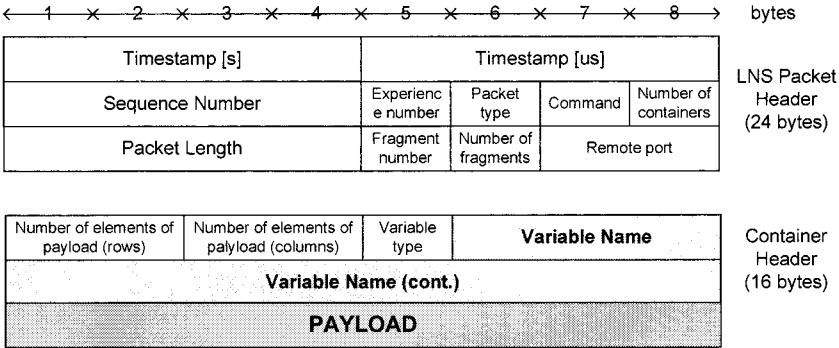 1 2 3 4 5 6 7 8 bytes
Timestamp [s] Timestamp [us]
LNS Packet
Header
(24 bytes)
Sequence Number
Experienc
e number
Packet
type
Command
Number of
containers
Packet Length
Fragment
number
Number of
fragments
Remote port
Number of elements of
payload (rows)
Number of elements of
palyload (columns)
Variable
type
Variable Name
Container
Header
(16 bytes)
Variable Name (cont.)
PAYLOAD